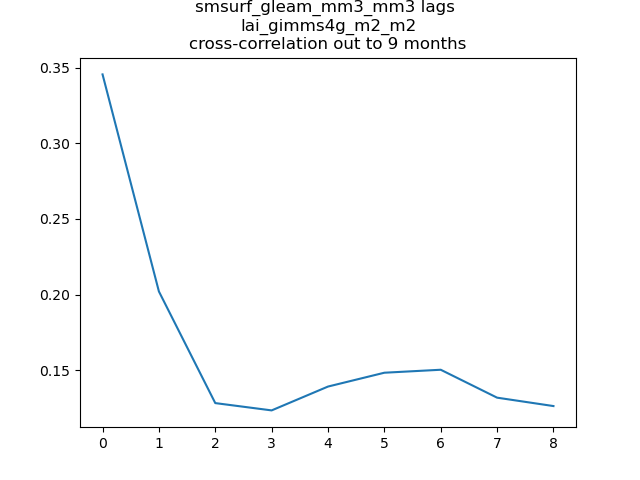 smsurf_gleam_mm3_mm3 lags
lai_gimms4g_m2_m2
cross-correlation out to 9 months
0.35
0.30
0.25
0.20
0.15
0 1 2 3 4 5 6 7 8